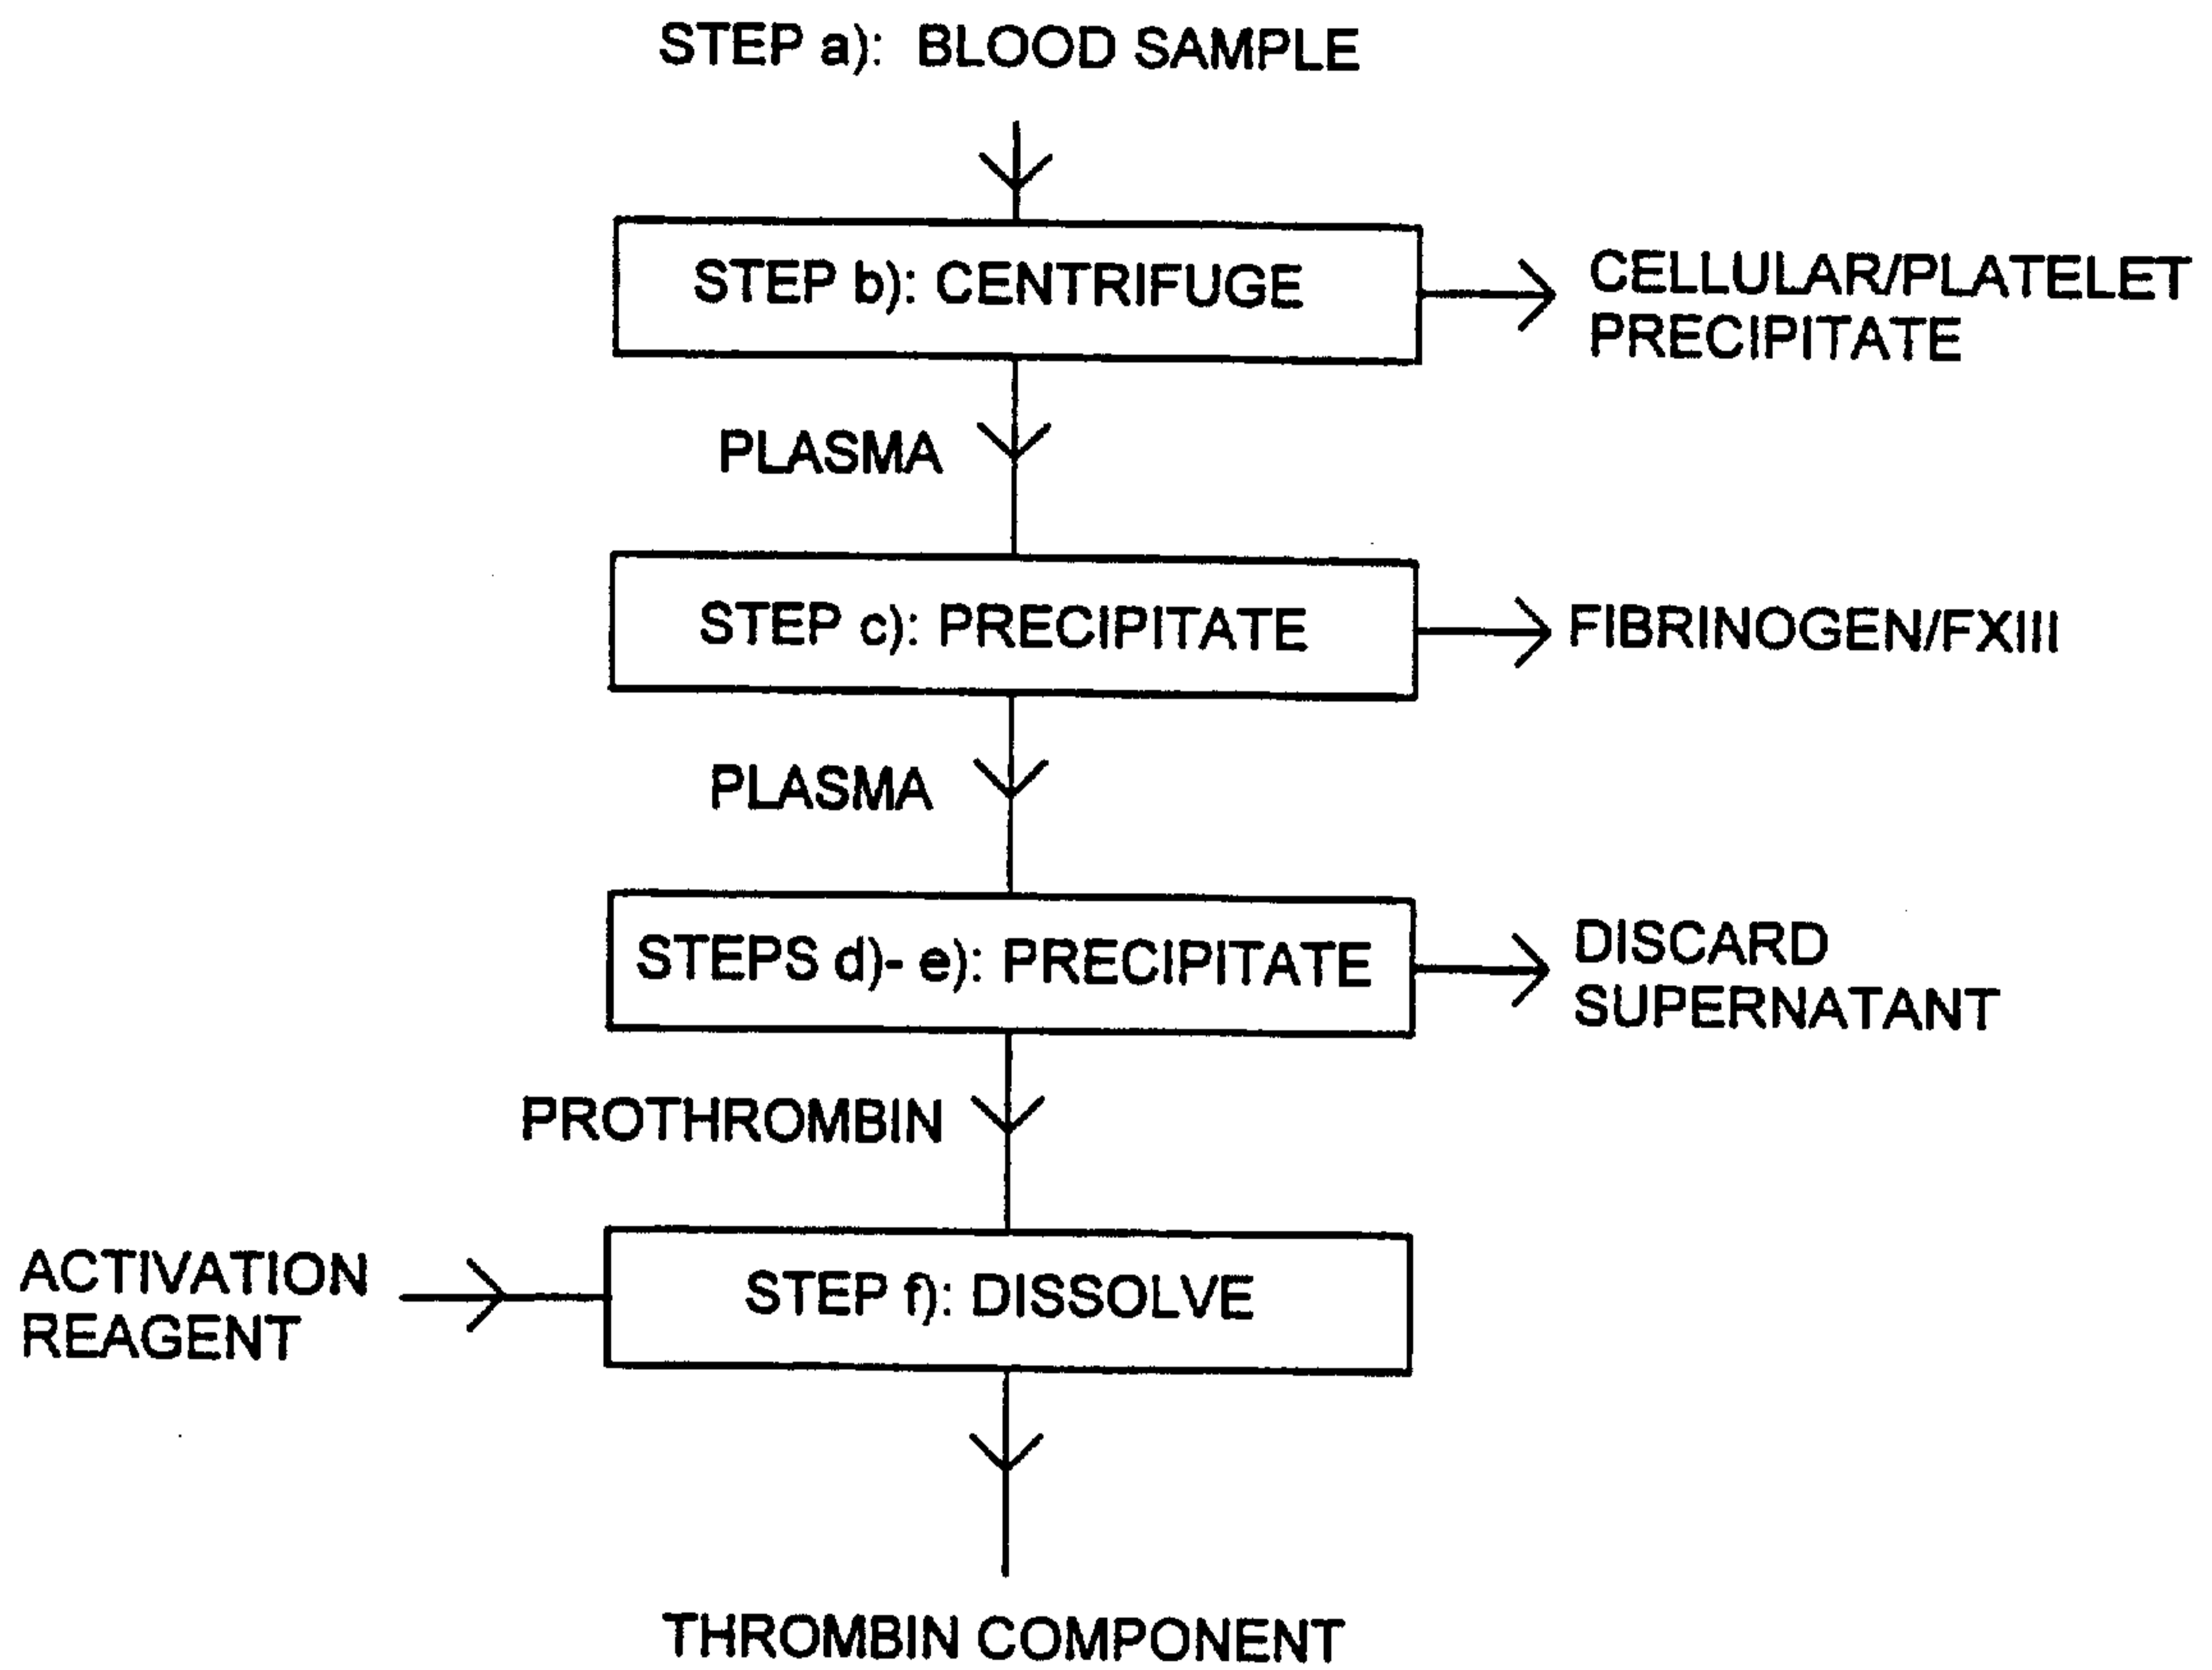 STEP a): BLOOD SAMPLE
STEP b): CENTRIFUGE
CELLULAR/PLATELET
PRECIPITATE
PLASMA
STEP c): PRECIPITATE
FIBRINOGEN/FXIII
PLASMA
STEPS d)- e): PRECIPITATE
DISCARD
SUPERNATANT
PROTHROMBIN
ACTIVATION
REAGENT
STEP f): DISSOLVE
THROMBIN COMPONENT